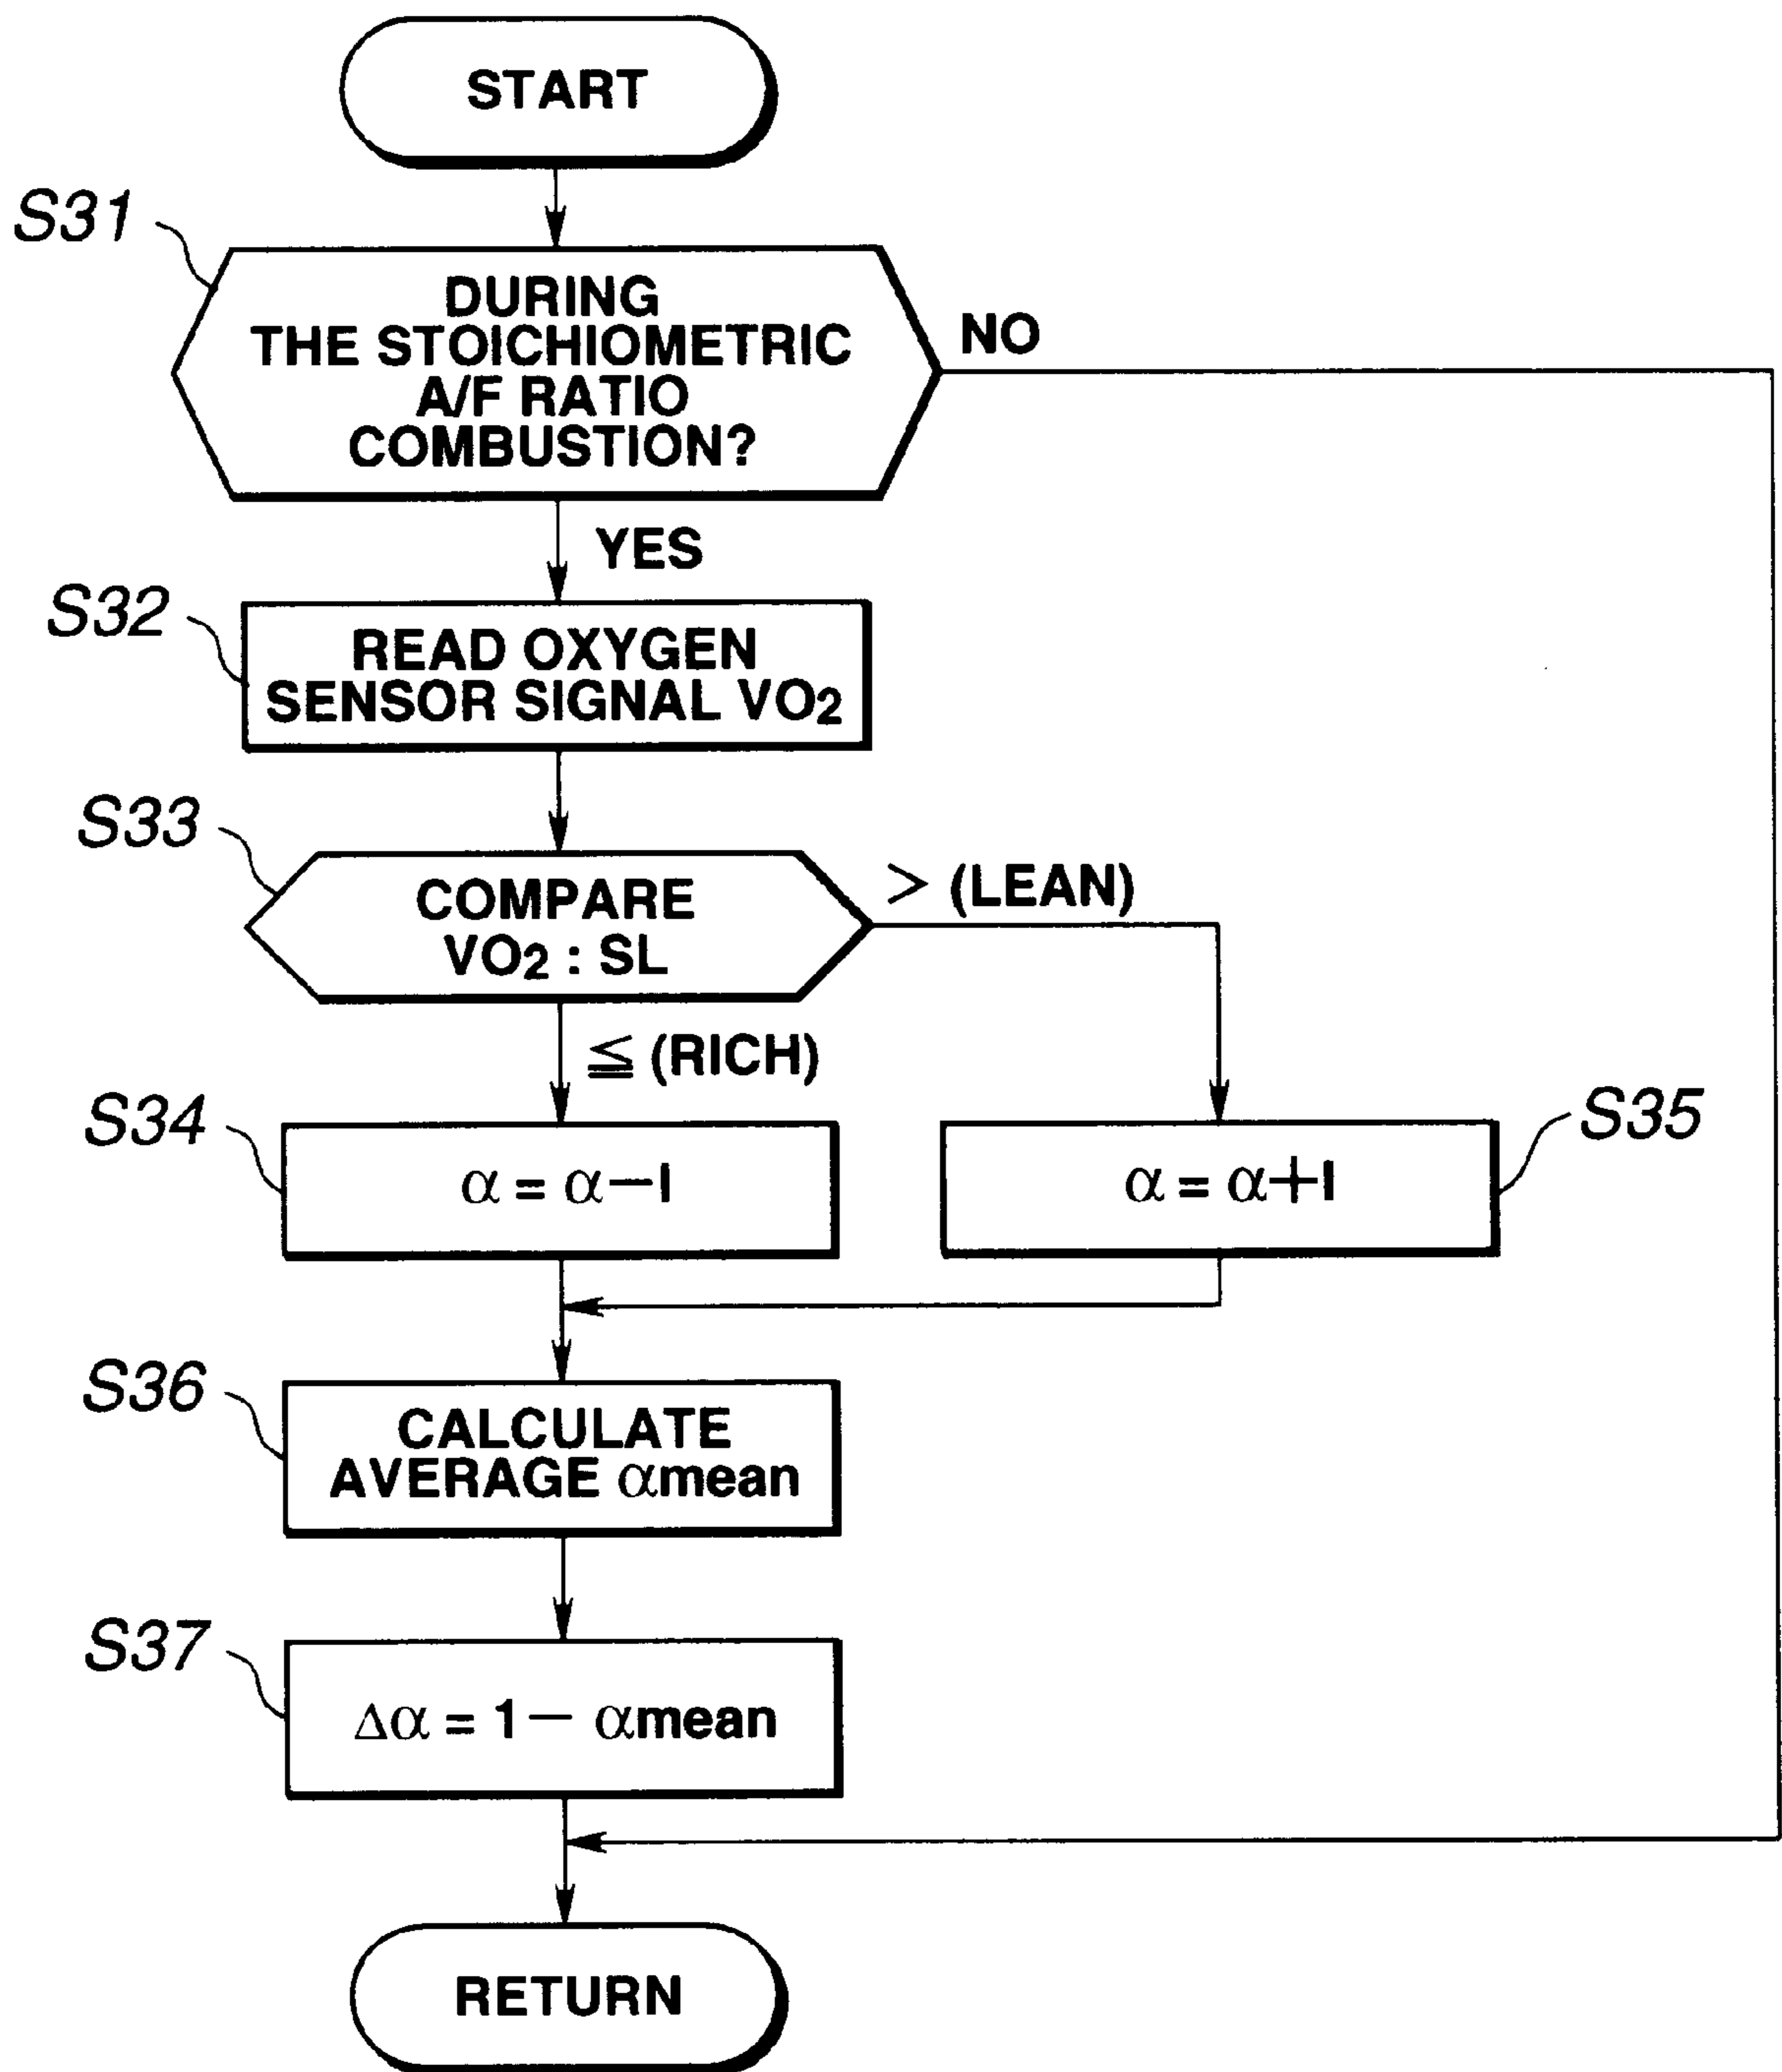 START
S31
DURING
THE STOICHIOMETRIC
A/F RATIO
COMBUSTION?
NO
YES
S32
READ OXYGEN
SENSOR SIGNAL VO2
S33
COMPARE
VO2 : SL
> (LEAN)
≦ (RICH)
S34
α = α−I
α = α+I
S35
S36
CALCULATE
AVERAGE αmean
S37
Δα = 1− αmean
RETURN